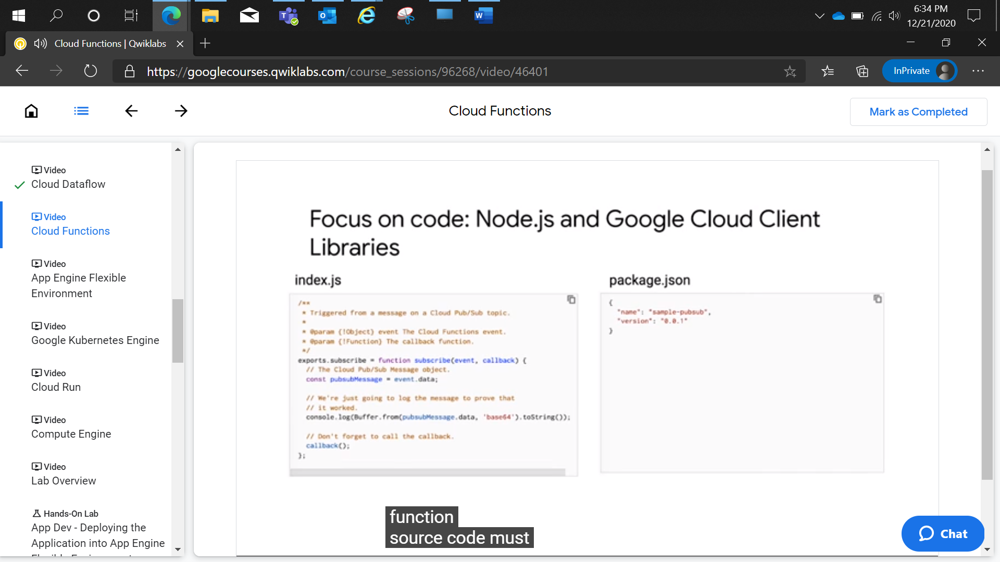 6:34 PM
12/21/2020
Cloud Functions | Qwiklabs
https://googlecourses.qwiklabs.com/course_sessions/96268/video/46401
InPrivate
Cloud Functions
Mark as Completed
Video
Cloud Dataflow
Video
Cloud Functions
Video
App Engine Flexible
Environment
Video
Google Kubernetes Engine
Video
Cloud Run
Video
Compute Engine
Video
Lab Overview
Hands-On Lab
App Dev - Deploying the
Application into App Engine
Focus on code: Node.js and Google Cloud Client
Libraries
index.js
/**
* Triggered from a message on a Cloud Pub/Sub topic.
*
* @param {!Object} event The Cloud Functions event.
* @param {!Function} The callback function.
*/
exports.subscribe = function subscribe(event, callback) {
// The Cloud Pub/Sub Message object.
const pubsubMessage = event.data;
// We're just going to log the message to prove that
// it worked.
console.log(Buffer.from(pubsubMessage.data, 'base64').toString());
// Don't forget to call the callback.
callback();
};
package.json
{
"name": "sample-pubsub",
"version": "0.0.1"
}
function
source code must
Chat